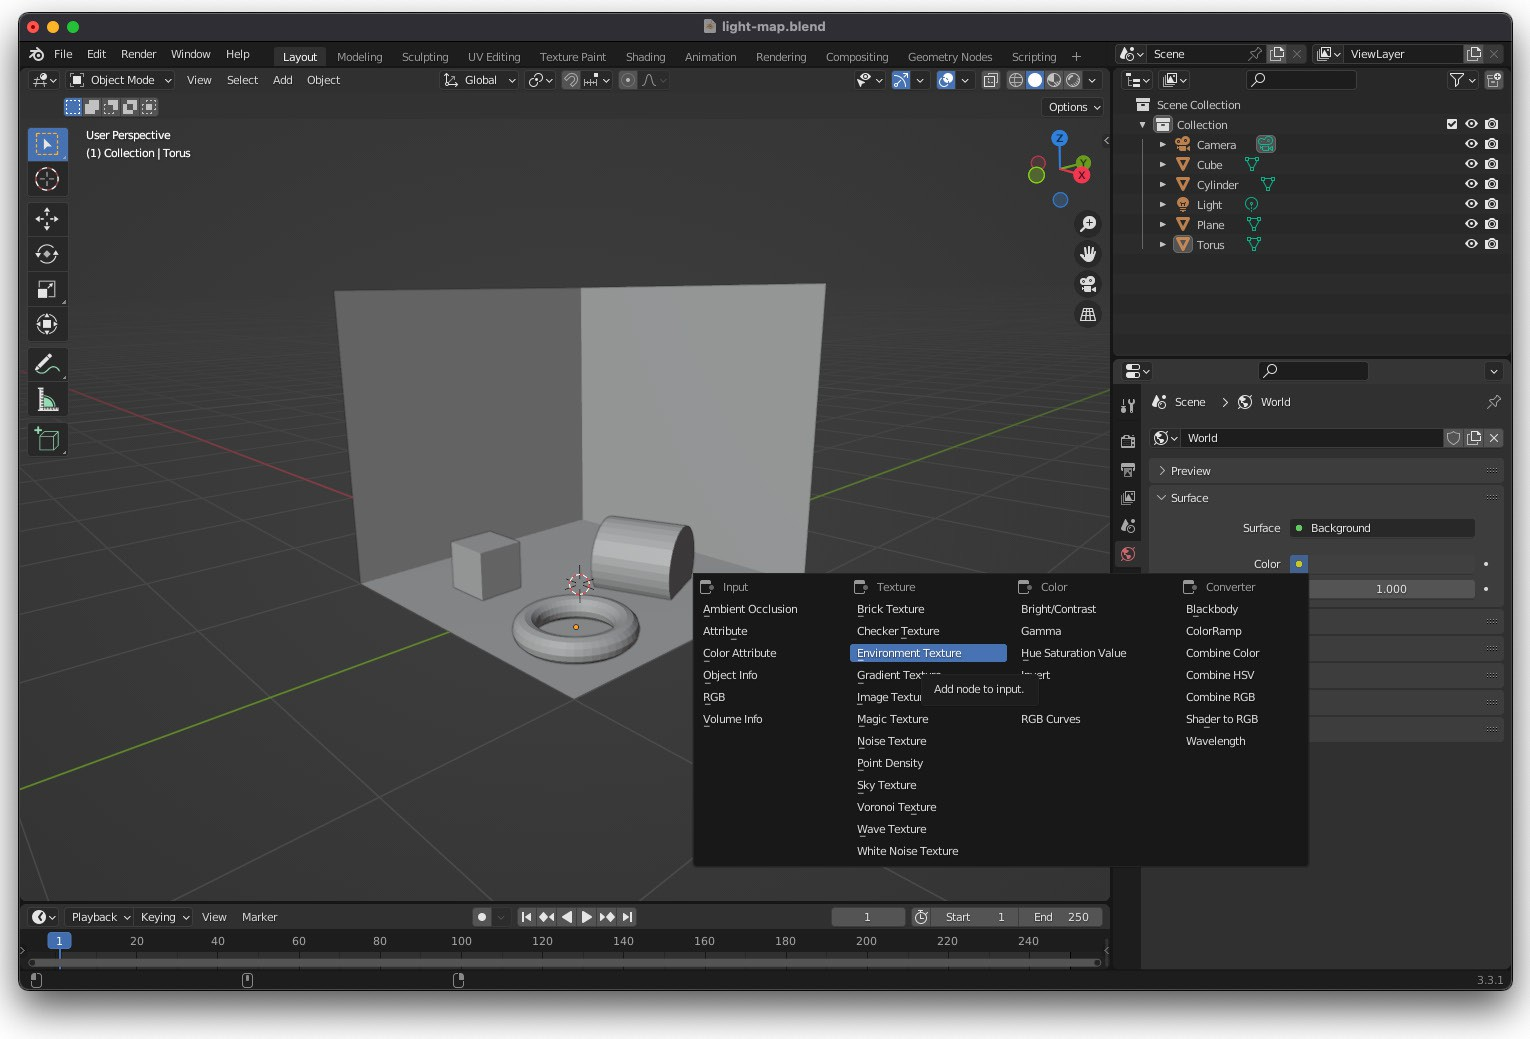 light-map.blend
File Edit Render Window Help Layout Modeling Sculpting UV Editing Texture Paint Shading Animation Rendering Compositing Geometry Nodes Scripting + Scene ViewLayer
Object Mode View Select Add Object Global
Options
User Perspective
(1) Collection | Torus
Z
Y
X
Scene Collection
Collection
Camera
Cube
Cylinder
Light
Plane
Torus
Scene World
World
Preview
Surface
Surface Background
Color
1.000
Input
Ambient Occlusion
Attribute
Color Attribute
Object Info
RGB
Volume Info
Texture
Brick Texture
Checker Texture
Environment Texture
Gradient Texture
Image Textu
Magic Texture
Noise Texture
Point Density
Sky Texture
Voronoi Texture
Wave Texture
White Noise Texture
Color
Bright/Contrast
Gamma
Hue Saturation Value
Invert
RGB Curves
Converter
Blackbody
ColorRamp
Combine Color
Combine HSV
Combine RGB
Shader to RGB
Wavelength
Add node to input.
Playback Keying View Marker 1 Start 1 End 250
1 20 40 60 80 100 120 140 160 180 200 220 240
3.3.1